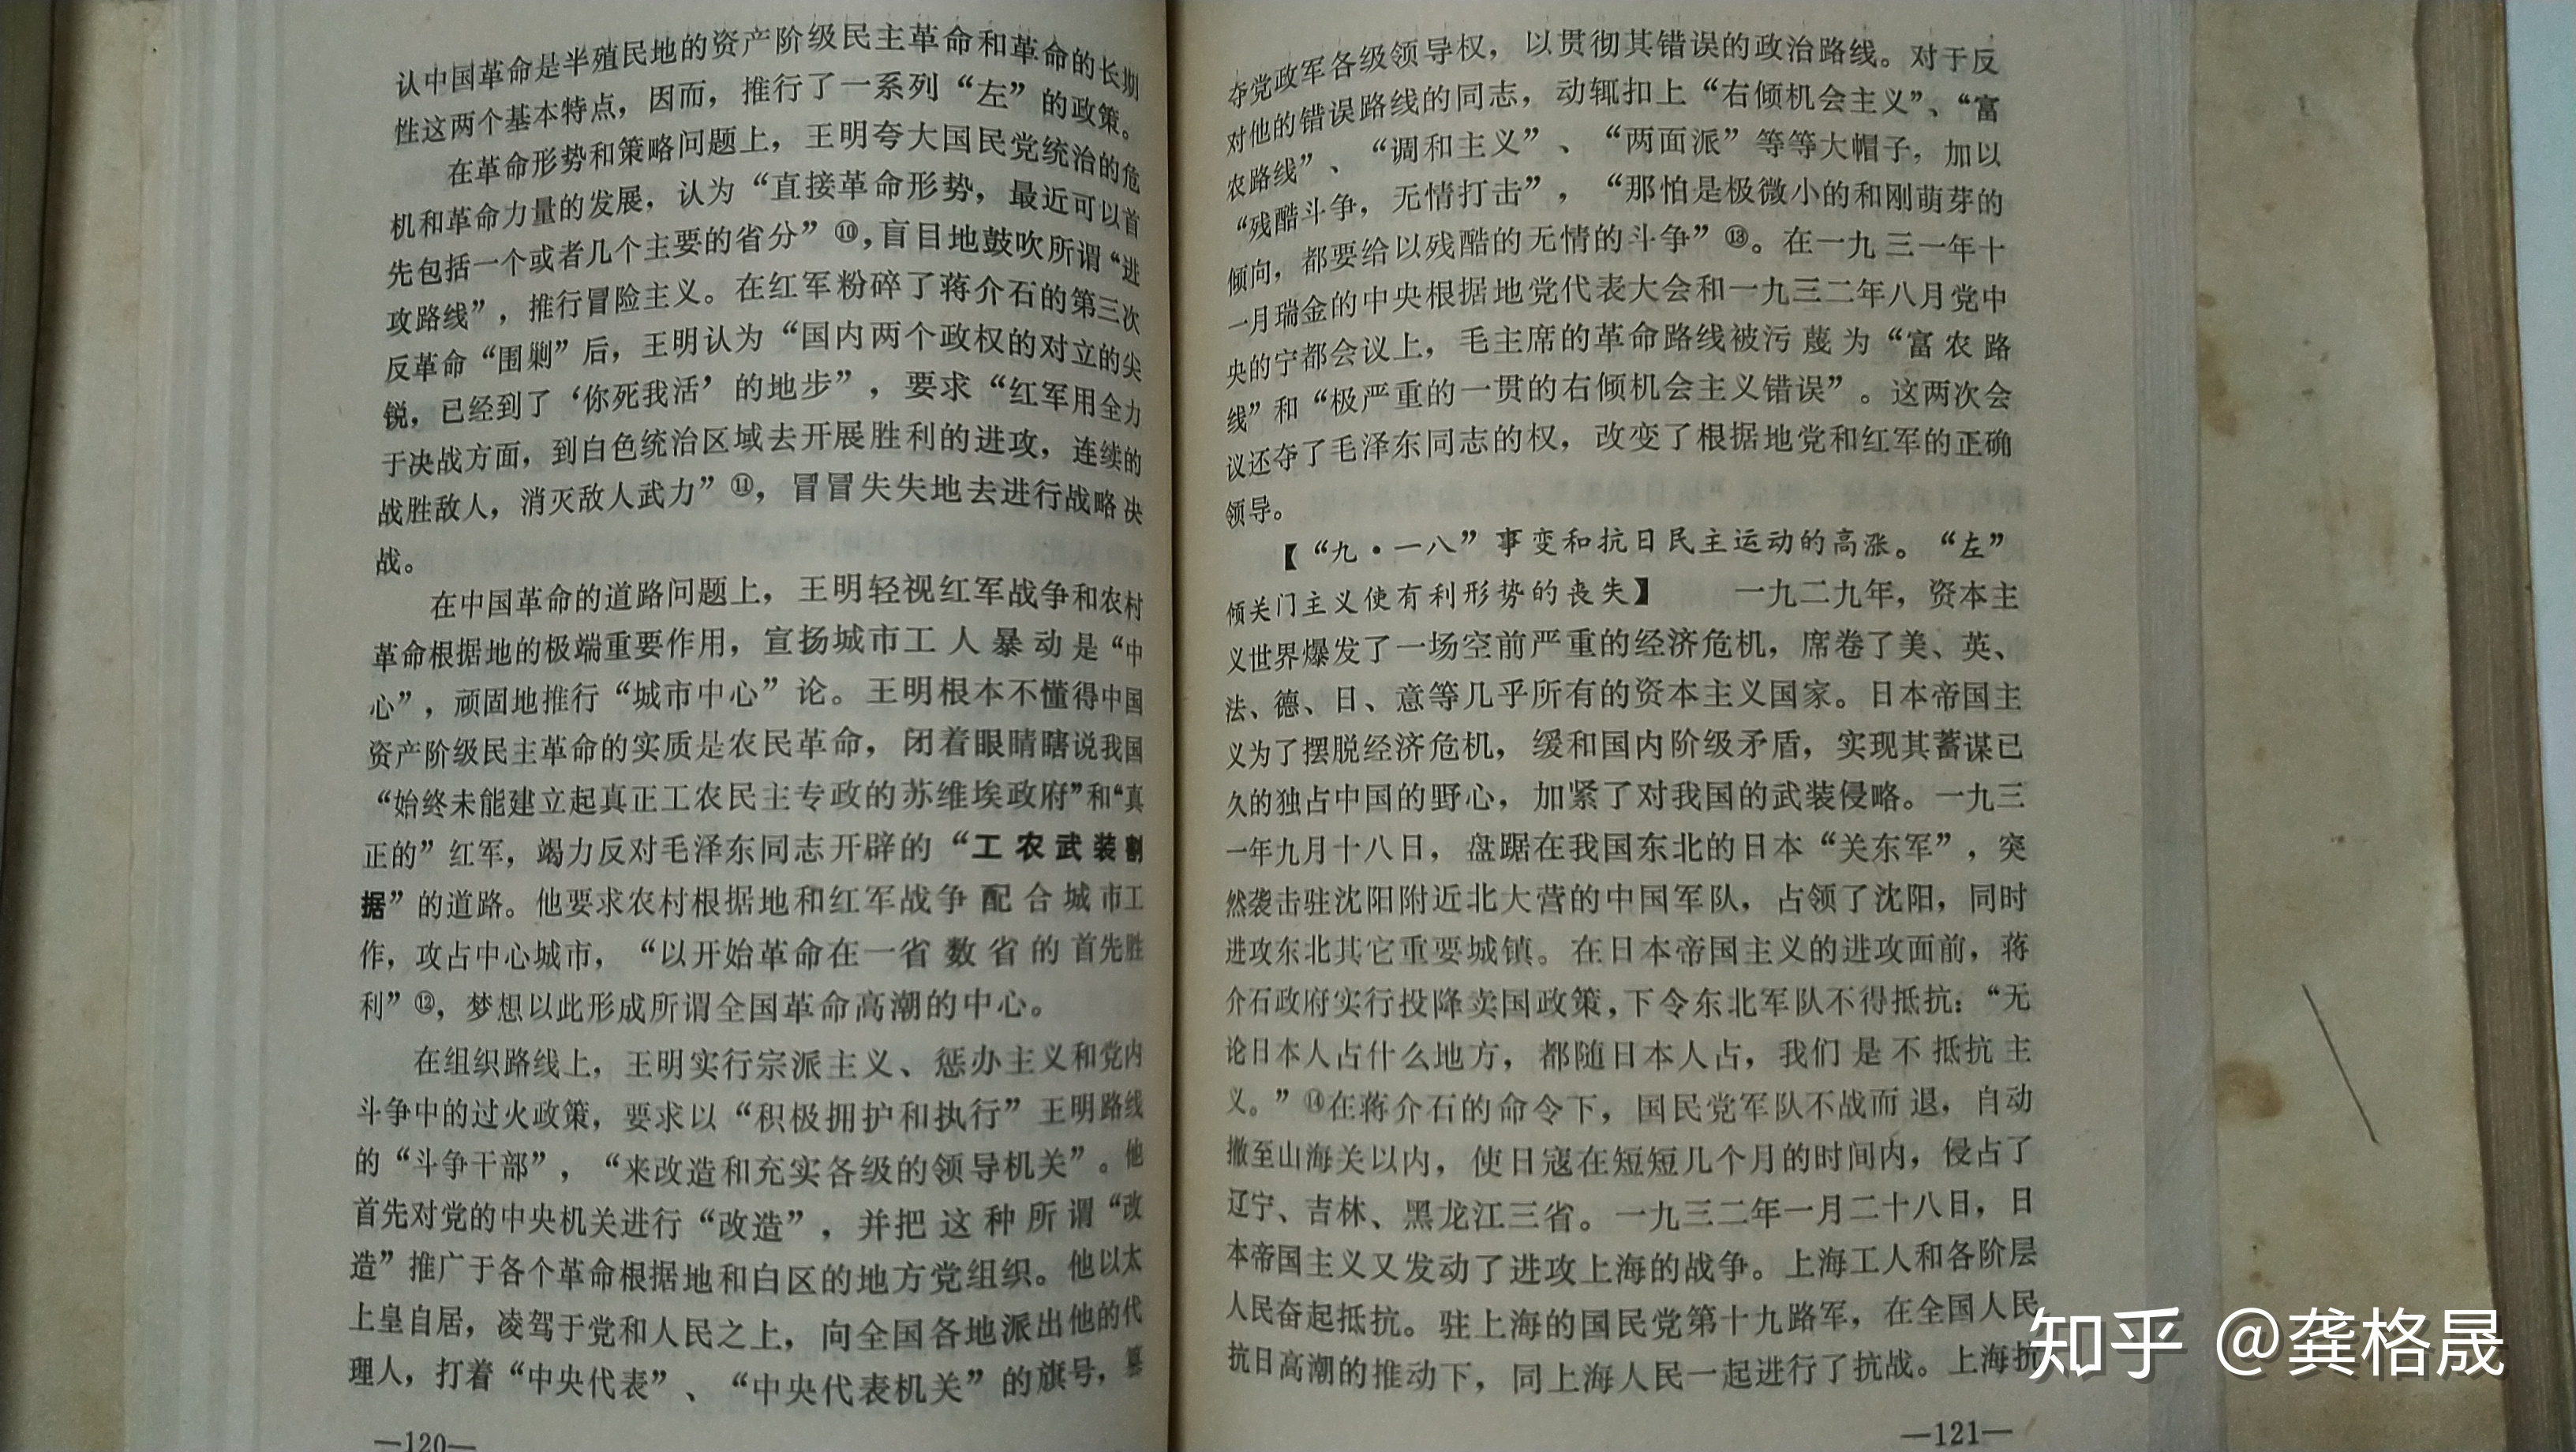 认中国革命是半殖民地的资产阶级民主革命和革命的长期
性这两个基本特点，因而，推行了一系列“左”的政策。
在革命形势和策略问题上，王明夸大国民党统治的危
机和革命力量的发展，认为“直接革命形势，最近可以首
先包括一个或者几个主要的省分”⑩，盲目地鼓吹所谓“进
攻路线”，推行冒险主义。在红军粉碎了蒋介石的第三次
反革命“围剿”后，王明认为“国内两个政权的对立的尖
锐，已经到了‘你死我活’的地步”，要求“红军用全力
于决战方面，到白色统治区域去开展胜利的进攻，连续的
战胜敌人，消灭敌人武力”⑪，冒冒失失地去进行战略决
战。
在中国革命的道路问题上，王明轻视红军战争和农村
革命根据地的极端重要作用，宣扬城市工人暴动是“中
心”，顽固地推行“城市中心”论。王明根本不懂得中国
资产阶级民主革命的实质是农民革命，闭着眼睛瞎说我国
“始终未能建立起真正工农民主专政的苏维埃政府”和“真
正的”红军，竭力反对毛泽东同志开辟的“工农武装割
据”的道路。他要求农村根据地和红军战争配合城市工
作，攻占中心城市，“以开始革命在一省数省的首先胜
利”⑫，梦想以此形成所谓全国革命高潮的中心。
在组织路线上，王明实行宗派主义、惩办主义和党内
斗争中的过火政策，要求以“积极拥护和执行”王明路线
的“斗争干部”，“来改造和充实各级的领导机关”。他
首先对党的中央机关进行“改造”，并把这种所谓“改
造”推广于各个革命根据地和白区的地方党组织。他以太
上皇自居，凌驾于党和人民之上，向全国各地派出他的代
理人，打着“中央代表”、“中央代表机关”的旗号，篡
—120—
夺党政军各级领导权，以贯彻其错误的政治路线。对于反
对他的错误路线的同志，动辄扣上“右倾机会主义”、“富
农路线”、“调和主义”、“两面派”等等大帽子，加以
“残酷斗争，无情打击”，“那怕是极微小的和刚萌芽的
倾向，都要给以残酷的无情的斗争”⑬。在一九三一年十
一月瑞金的中央根据地党代表大会和一九三二年八月党中
央的宁都会议上，毛主席的革命路线被污蔑为“富农路
线”和“极严重的一贯的右倾机会主义错误”。这两次会
议还夺了毛泽东同志的权，改变了根据地党和红军的正确
领导。
【“九·一八”事变和抗日民主运动的高涨。“左”
倾关门主义使有利形势的丧失】 一九二九年，资本主
义世界爆发了一场空前严重的经济危机，席卷了美、英、
法、德、日、意等几乎所有的资本主义国家。日本帝国主
义为了摆脱经济危机，缓和国内阶级矛盾，实现其蓄谋已
久的独占中国的野心，加紧了对我国的武装侵略。一九三
一年九月十八日，盘踞在我国东北的日本“关东军”，突
然袭击驻沈阳附近北大营的中国军队，占领了沈阳，同时
进攻东北其它重要城镇。在日本帝国主义的进攻面前，蒋
介石政府实行投降卖国政策，下令东北军队不得抵抗：“无
论日本人占什么地方，都随日本人占，我们是不抵抗主
义。”⑭在蒋介石的命令下，国民党军队不战而退，自动
撤至山海关以内，使日寇在短短几个月的时间内，侵占了
辽宁、吉林、黑龙江三省。一九三二年一月二十八日，日
本帝国主义又发动了进攻上海的战争。上海工人和各阶层
人民奋起抵抗。驻上海的国民党第十九路军，在全国人民
抗日高潮的推动下，同上海人民一起进行了抗战。上海抗
—121—
知乎 @龚格晟